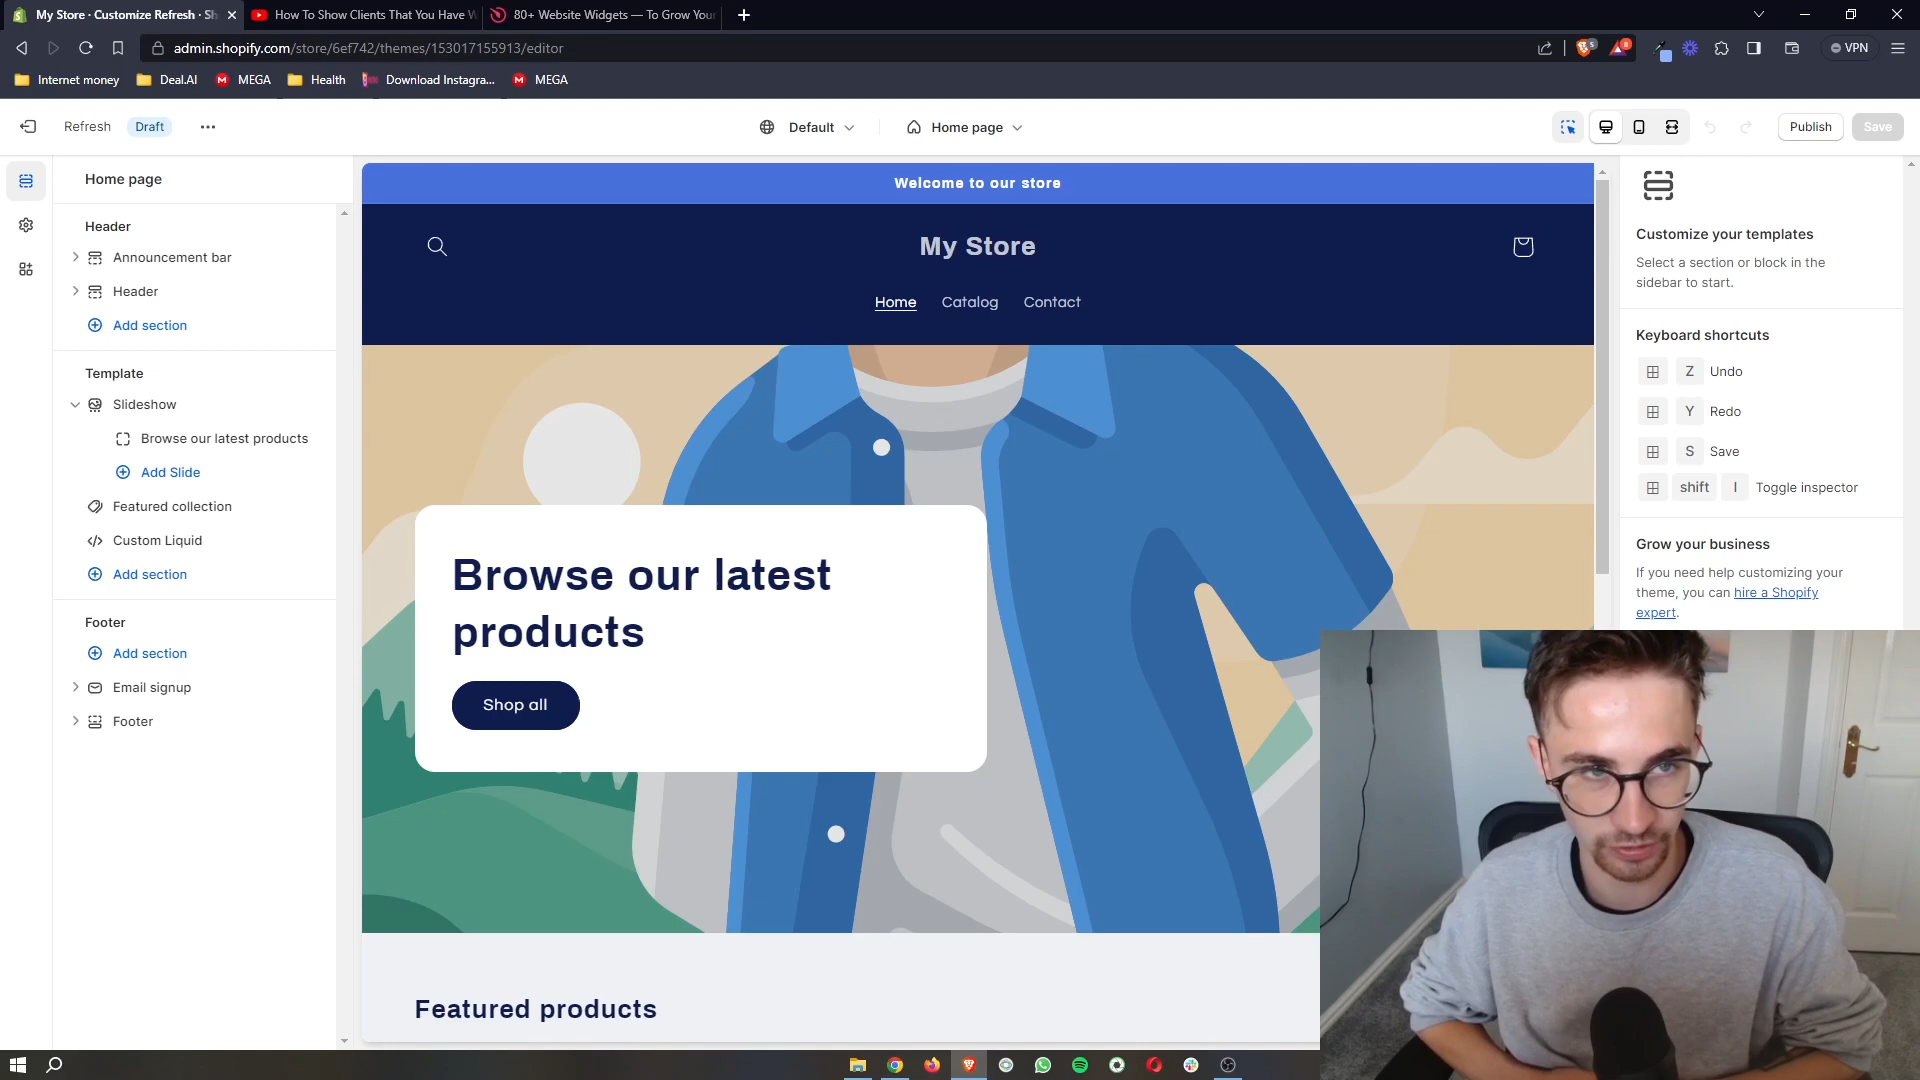 My Store · Customize Refresh · Sh
How To Show Clients That You Have W
80+ Website Widgets — To Grow Your
admin.shopify.com/store/6ef742/themes/153017155913/editor
VPN
Internet money
Deal.AI
MEGA
Health
Download Instagra...
MEGA
Refresh
Draft
Default
Home page
Publish
Save
Home page
Header
Announcement bar
Header
Add section
Template
Slideshow
Browse our latest products
Add Slide
Featured collection
Custom Liquid
Add section
Footer
Add section
Email signup
Footer
Welcome to our store
My Store
Home Catalog Contact
Browse our latest
products
Shop all
Featured products
Customize your templates
Select a section or block in the
sidebar to start.
Keyboard shortcuts
Z Undo
Y Redo
S Save
shift I Toggle inspector
Grow your business
If you need help customizing your
theme, you can hire a Shopify
expert.